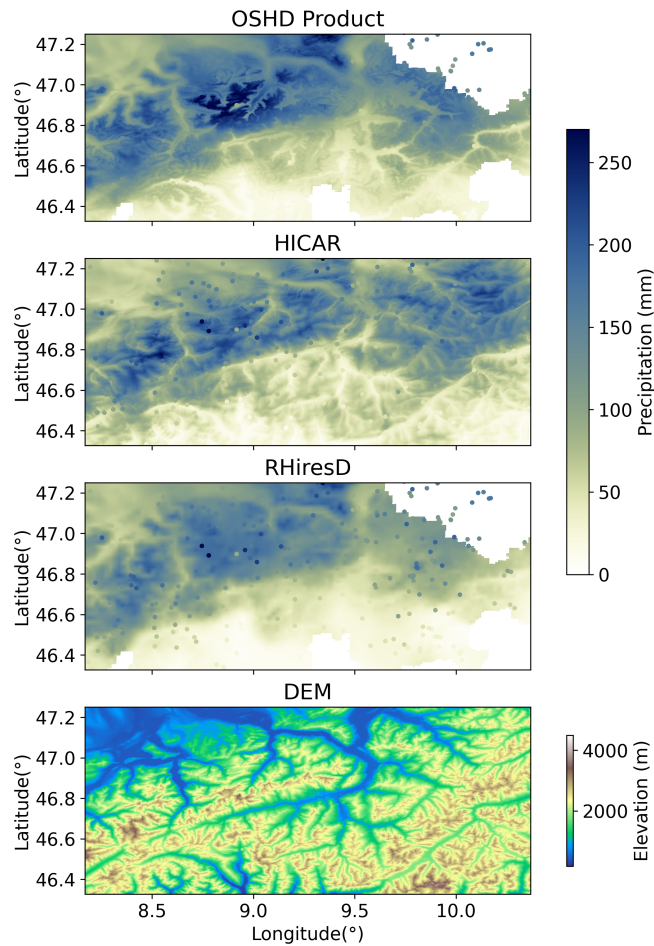 OSHD Product
47.2
47.0
46.8
46.6
46.4
Latitude(°)
HICAR
47.2
47.0
46.8
46.6
46.4
Latitude(°)
RHiresD
47.2
47.0
46.8
46.6
46.4
Latitude(°)
DEM
47.2
47.0
46.8
46.6
46.4
Latitude(°)
8.5 9.0 9.5 10.0
Longitude(°)
250
200
150
100
50
0
Precipitation (mm)
4000
2000
Elevation (m)